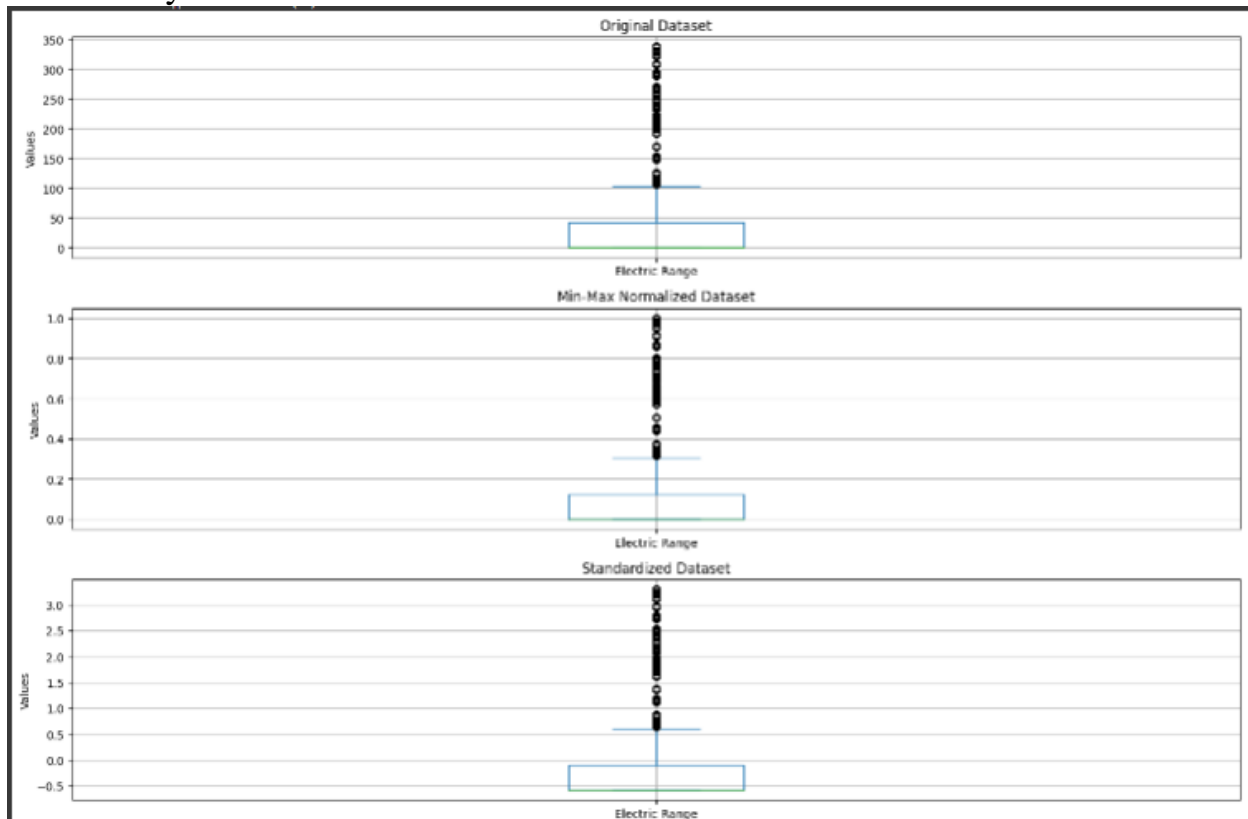 Original Dataset
350
300
250
200
150
100
50
0
Values
Electric Range
Min-Max Normalized Dataset
1.0
0.8
0.6
0.4
0.2
0.0
Values
Electric Range
Standardized Dataset
3.0
2.5
2.0
1.5
1.0
0.5
0.0
−0.5
Values
Electric Range